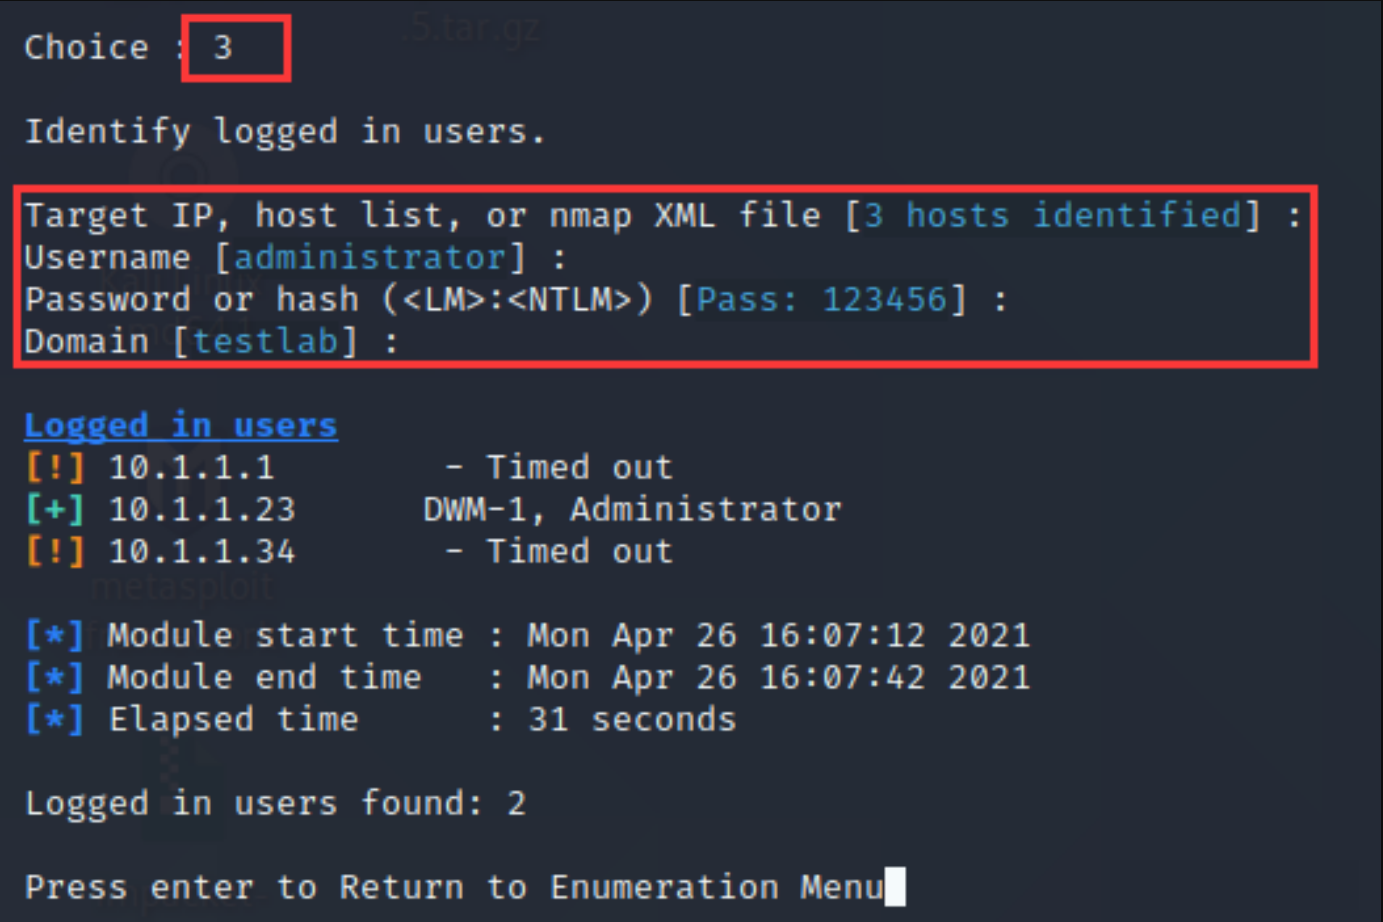 .5.tar.gz
Choice : 3
Identify logged in users.
Target IP, host list, or nmap XML file [3 hosts identified] :
Username [administrator] :
Password or hash (<LM>:<NTLM>) [Pass: 123456] :
Domain [testlab] :
Logged in users
[!] 10.1.1.1 - Timed out
[+] 10.1.1.23 DWM-1, Administrator
[!] 10.1.1.34 - Timed out
metasploit
[*] Module start time : Mon Apr 26 16:07:12 2021
[*] Module end time : Mon Apr 26 16:07:42 2021
[*] Elapsed time : 31 seconds
Logged in users found: 2
Press enter to Return to Enumeration Menu